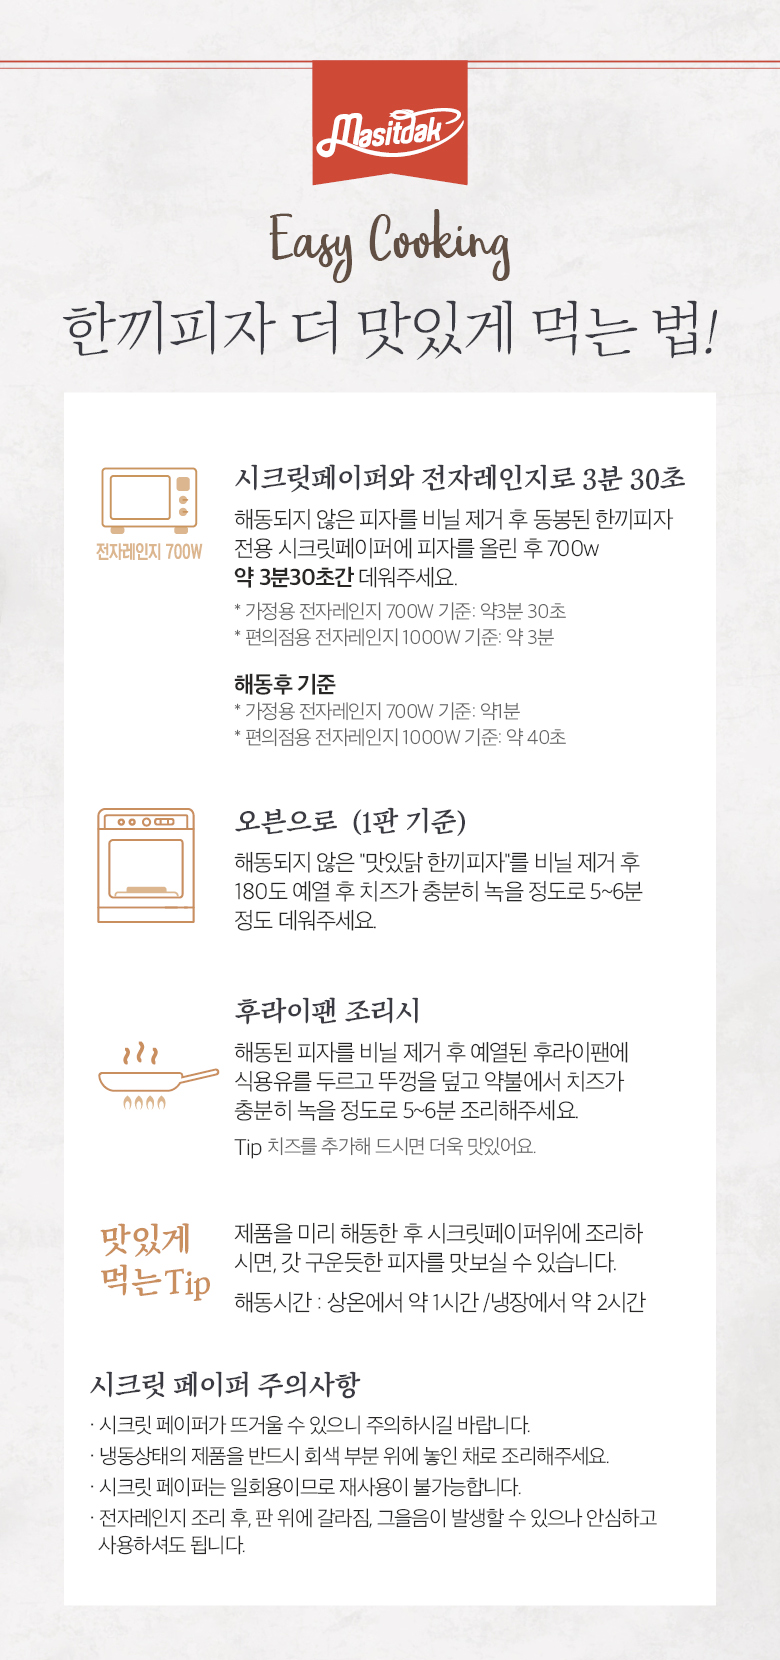 Masitdak
Easy Cooking
한끼피자 더 맛있게 먹는 법!
전자레인지 700W
시크릿페이퍼와 전자레인지로 3분 30초
해동되지 않은 피자를 비닐 제거 후 동봉된 한끼피자
전용 시크릿페이퍼에 피자를 올린 후 700w
약 3분30초간 데워주세요.
* 가정용 전자레인지 700W 기준: 약3분 30초
* 편의점용 전자레인지 1000W 기준: 약 3분
해동후 기준
* 가정용 전자레인지 700W 기준: 약1분
* 편의점용 전자레인지 1000W 기준: 약 40초
오븐으로 (1판 기준)
해동되지 않은 "맛있닭 한끼피자"를 비닐 제거 후
180도 예열 후 치즈가 충분히 녹을 정도로 5~6분
정도 데워주세요.
후라이팬 조리시
해동된 피자를 비닐 제거 후 예열된 후라이팬에
식용유를 두르고 뚜껑을 덮고 약불에서 치즈가
충분히 녹을 정도로 5~6분 조리해주세요.
Tip 치즈를 추가해 드시면 더욱 맛있어요.
맛있게
먹는Tip
제품을 미리 해동한 후 시크릿페이퍼위에 조리하
시면, 갓 구운듯한 피자를 맛보실 수 있습니다.
해동시간 : 상온에서 약 1시간 /냉장에서 약 2시간
시크릿 페이퍼 주의사항
· 시크릿 페이퍼가 뜨거울 수 있으니 주의하시길 바랍니다.
· 냉동상태의 제품을 반드시 회색 부분 위에 놓인 채로 조리해주세요.
· 시크릿 페이퍼는 일회용이므로 재사용이 불가능합니다.
· 전자레인지 조리 후, 판 위에 갈라짐, 그을음이 발생할 수 있으나 안심하고
사용하셔도 됩니다.